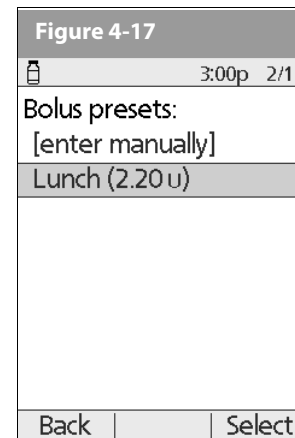 Figure 4-17
3:00p 2/1
Bolus presets:
[enter manually]
Lunch (2.20 U)
Back Select